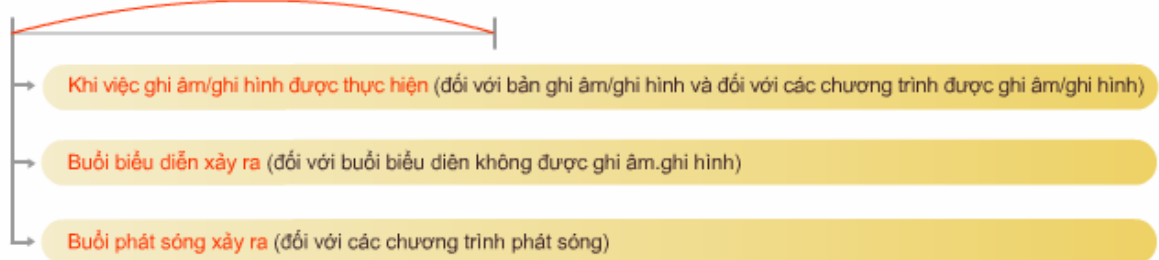 Khi việc ghi âm/ghi hình được thực hiện (đối với bản ghi âm/ghi hình và đối với các chương trình được ghi âm/ghi hình)
Buổi biểu diễn xảy ra (đối với buổi biểu diên không được ghi âm.ghi hình)
Buổi phát sóng xảy ra (đối với các chương trình phát sóng)